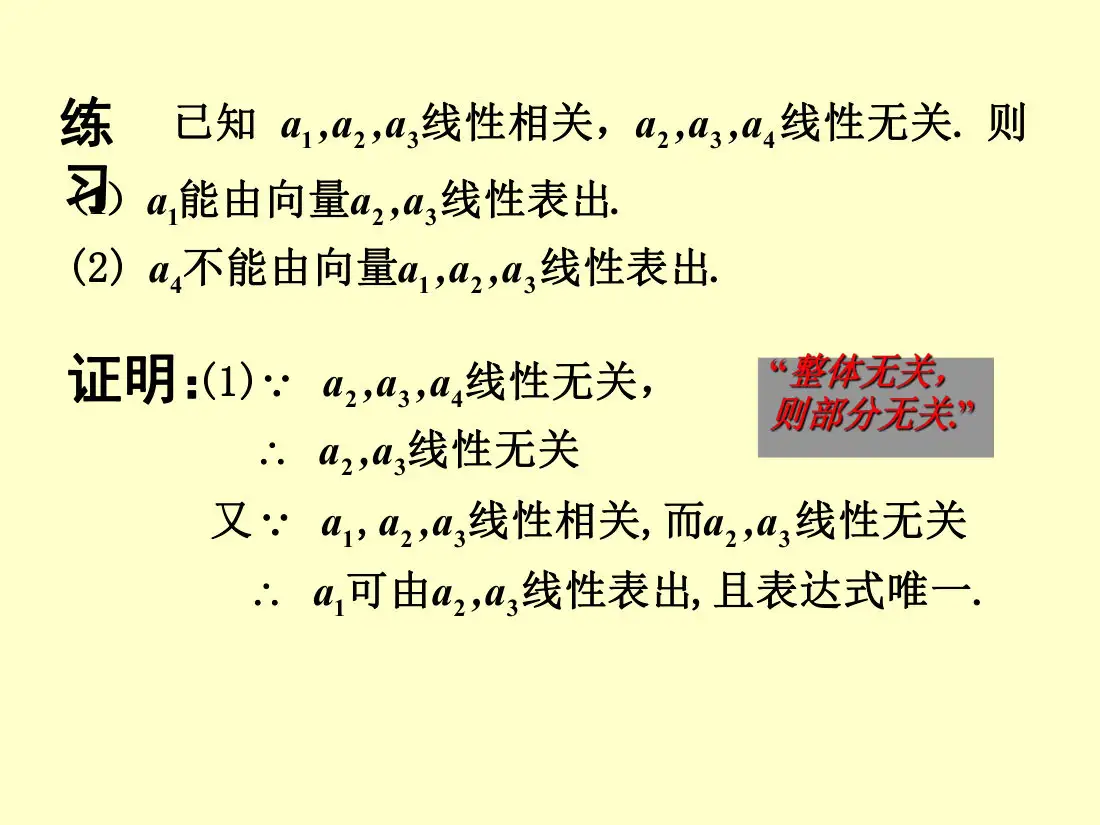 练习 已知 a₁,a₂,a₃线性相关，a₂,a₃,a₄线性无关. 则
(1) a₁能由向量a₂,a₃线性表出.
(2) a₄不能由向量a₁,a₂,a₃线性表出.
证明:(1)∵ a₂,a₃,a₄线性无关，
“整体无关，
则部分无关.”
∴ a₂,a₃线性无关
又∵ a₁,a₂,a₃线性相关,而a₂,a₃线性无关
∴ a₁可由a₂,a₃线性表出,且表达式唯一.